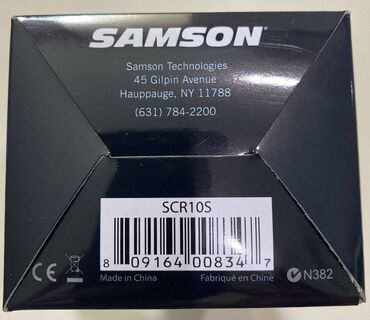 SAMSON
Samson Technologies
45 Gilpin Avenue
Hauppauge, NY 11788
(631) 784-2200
SCR10S
8 09164 00834 7
CE
Made in China
Fabriqué en Chine
N382